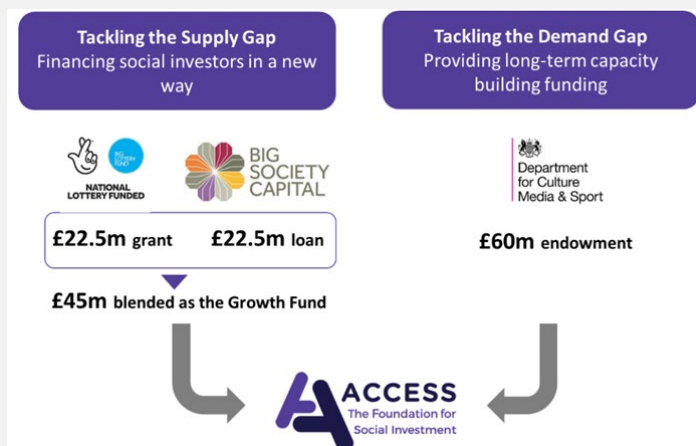 Tackling the Supply Gap
Financing social investors in a new
way
Tackling the Demand Gap
Providing long-term capacity
building funding
BIG
LOTTERY
FUND
NATIONAL
LOTTERY FUNDED
BIG
SOCIETY
CAPITAL
Department
for Culture
Media & Sport
£22.5m grant
£22.5m loan
£60m endowment
£45m blended as the Growth Fund
ACCESS
The Foundation for
Social Investment